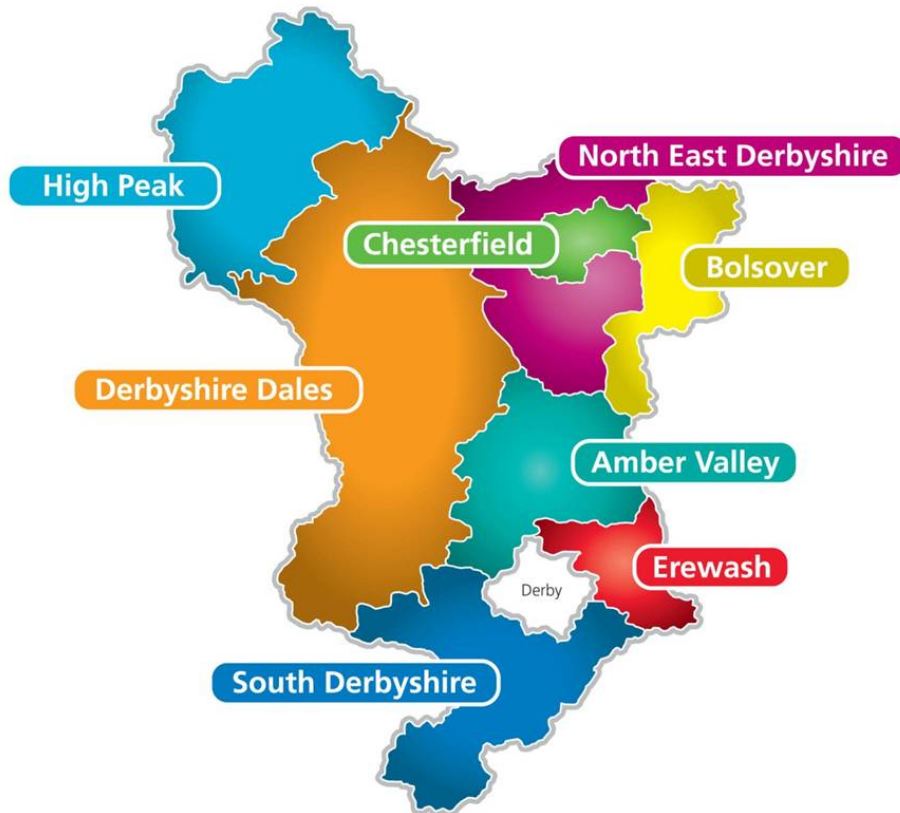 North East Derbyshire
High Peak
Chesterfield
Bolsover
Derbyshire Dales
Amber Valley
Erewash
Derby
South Derbyshire